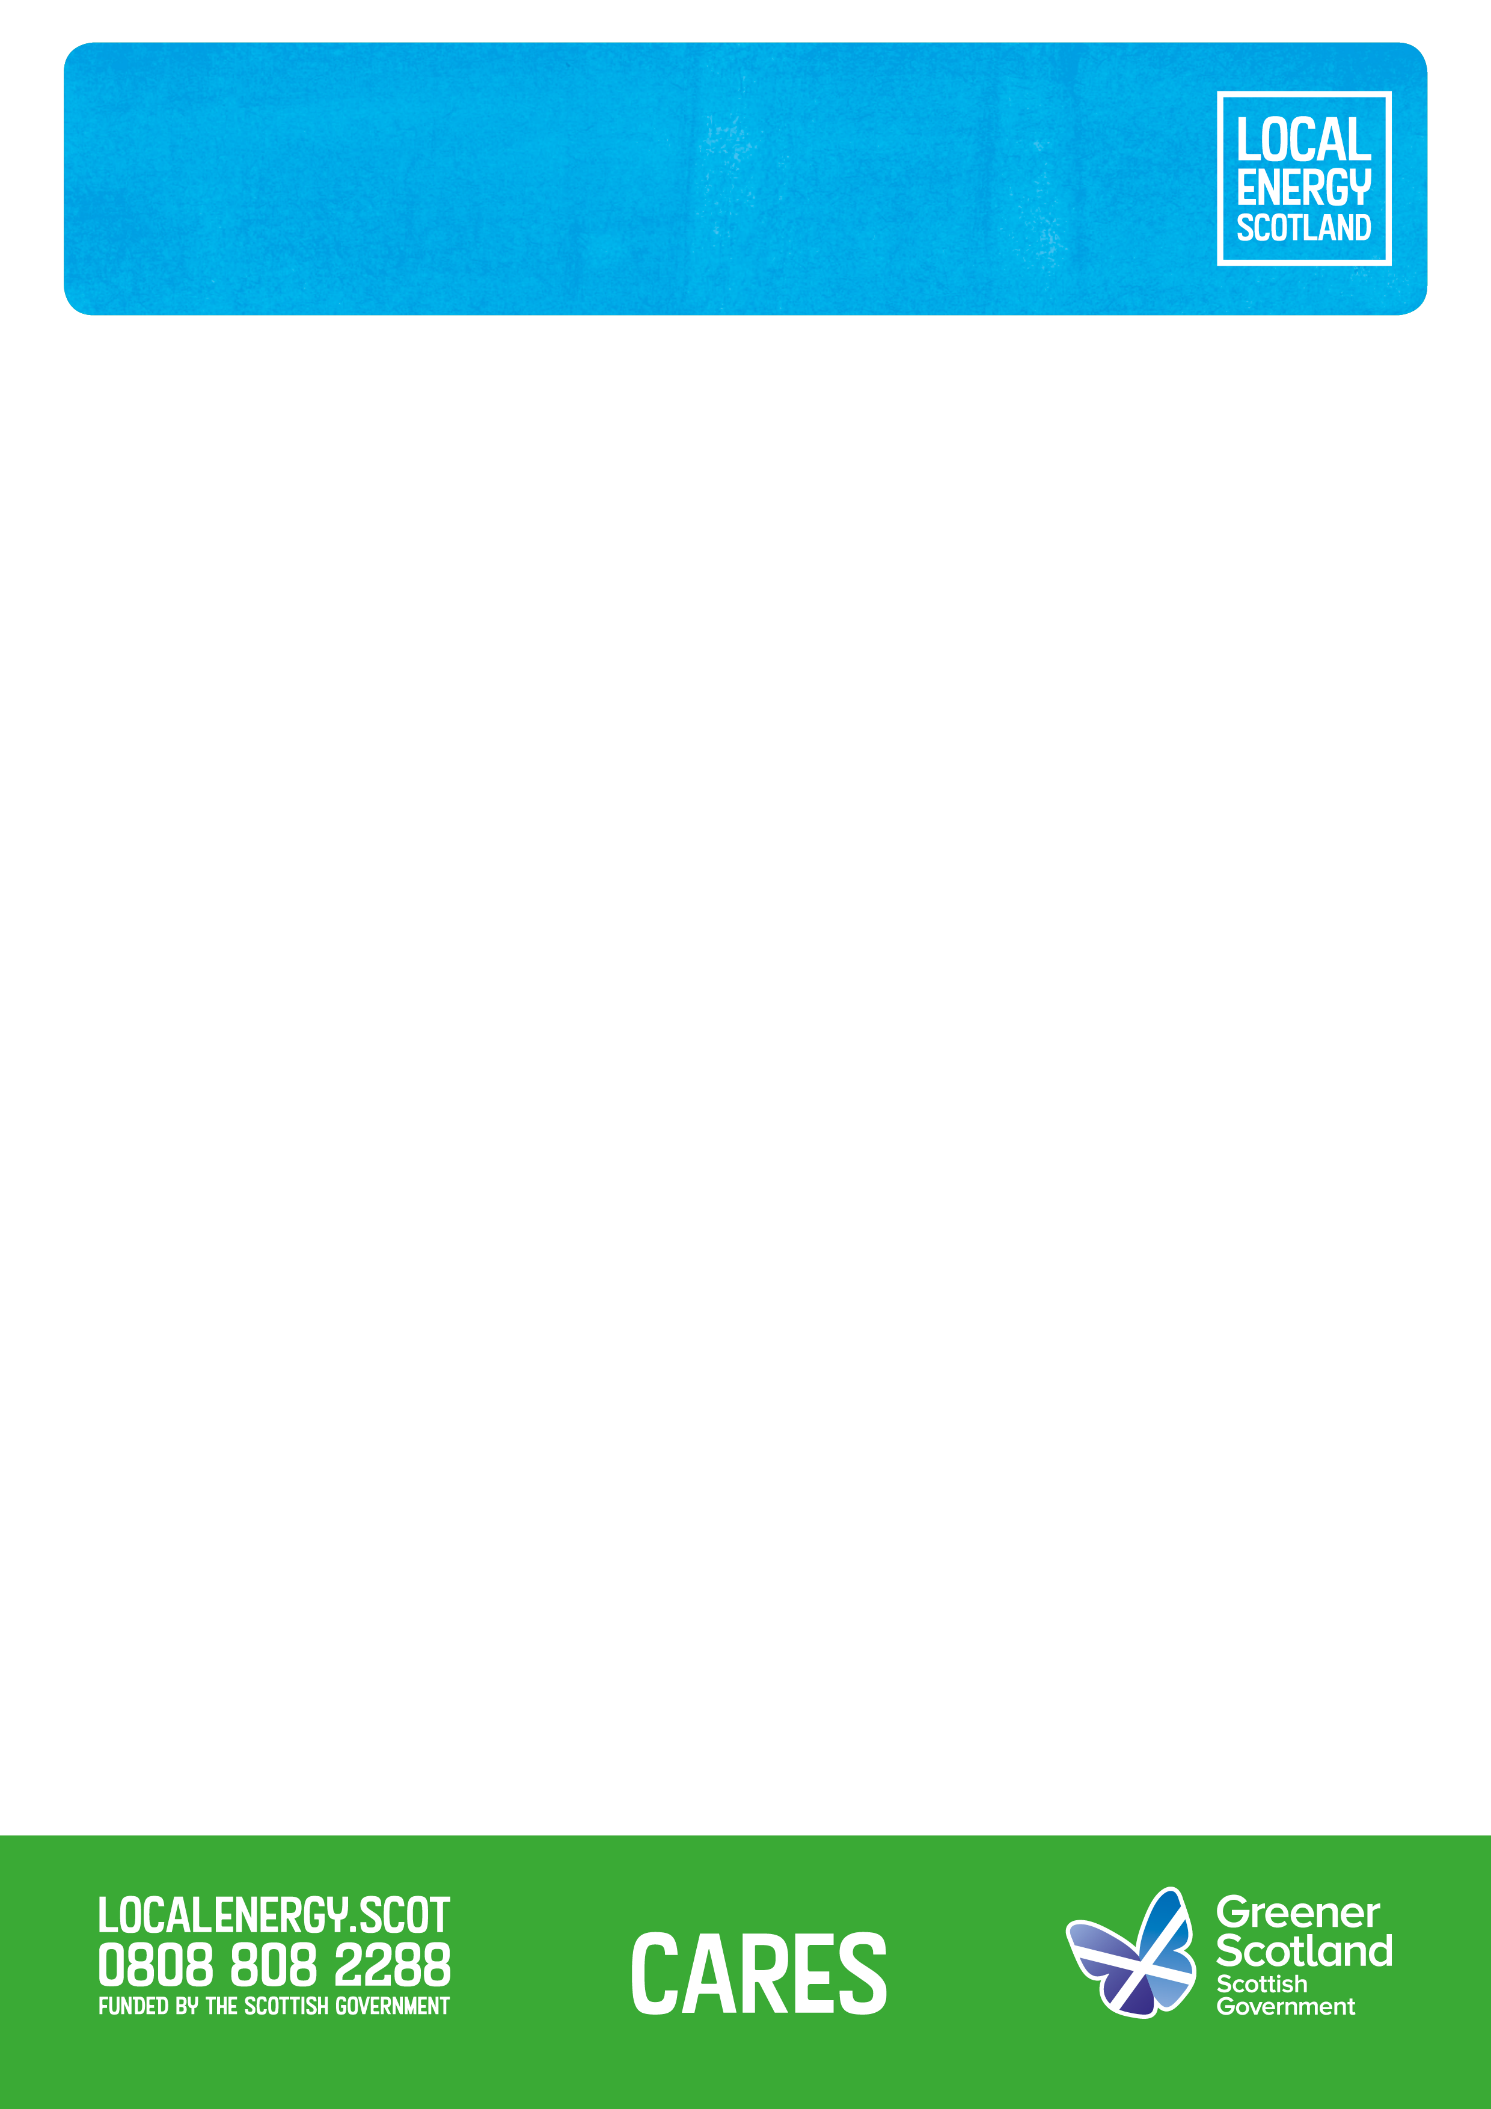 LOCAL
ENERGY
SCOTLAND
LOCALENERGY.SCOT
0808 808 2288
FUNDED BY THE SCOTTISH GOVERNMENT
CARES
Greener
Scotland
Scottish
Government